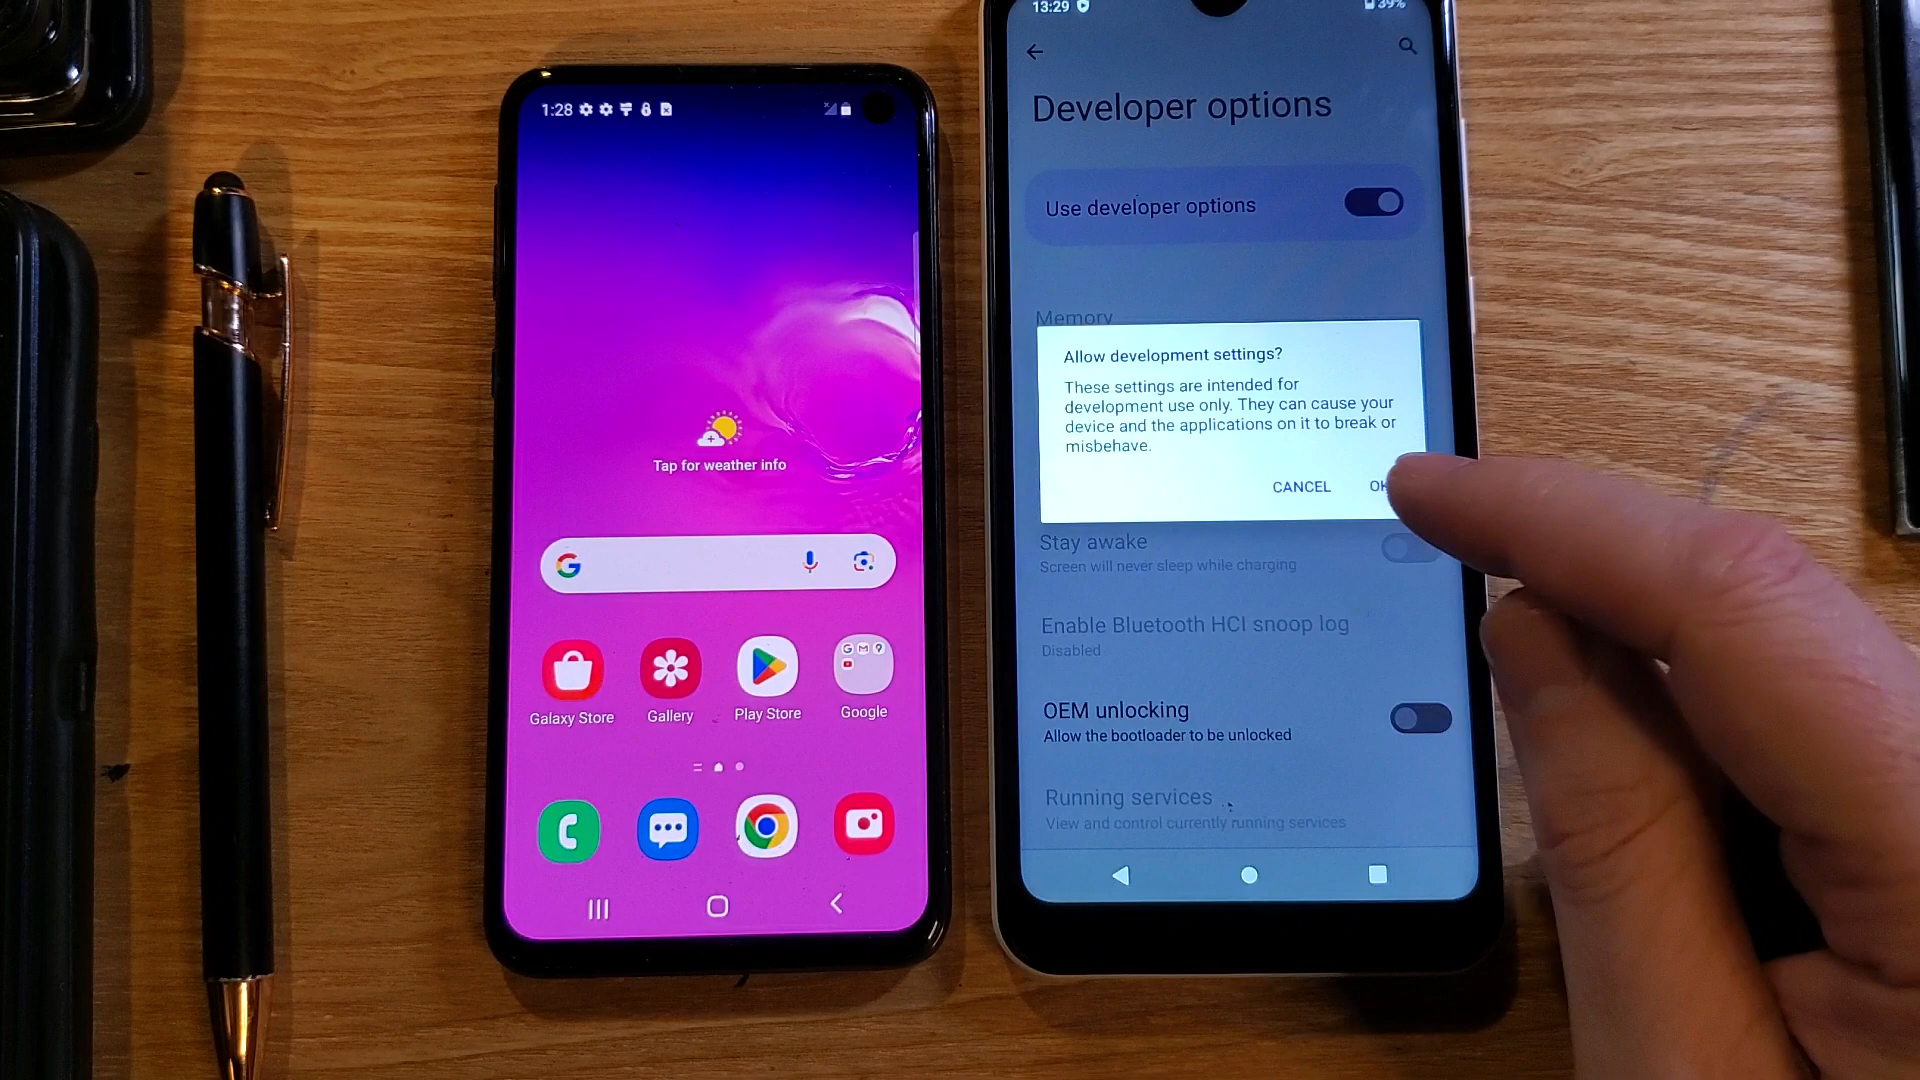 1:28
Tap for weather info
G
Galaxy Store
Gallery
Play Store
Google
13:29
39%
Developer options
Use developer options
Memory
Allow development settings?
These settings are intended for
development use only. They can cause your
device and the applications on it to break or
misbehave.
CANCEL
OK
Stay awake
Screen will never sleep while charging
Enable Bluetooth HCI snoop log
Disabled
OEM unlocking
Allow the bootloader to be unlocked
Running services
View and control currently running services